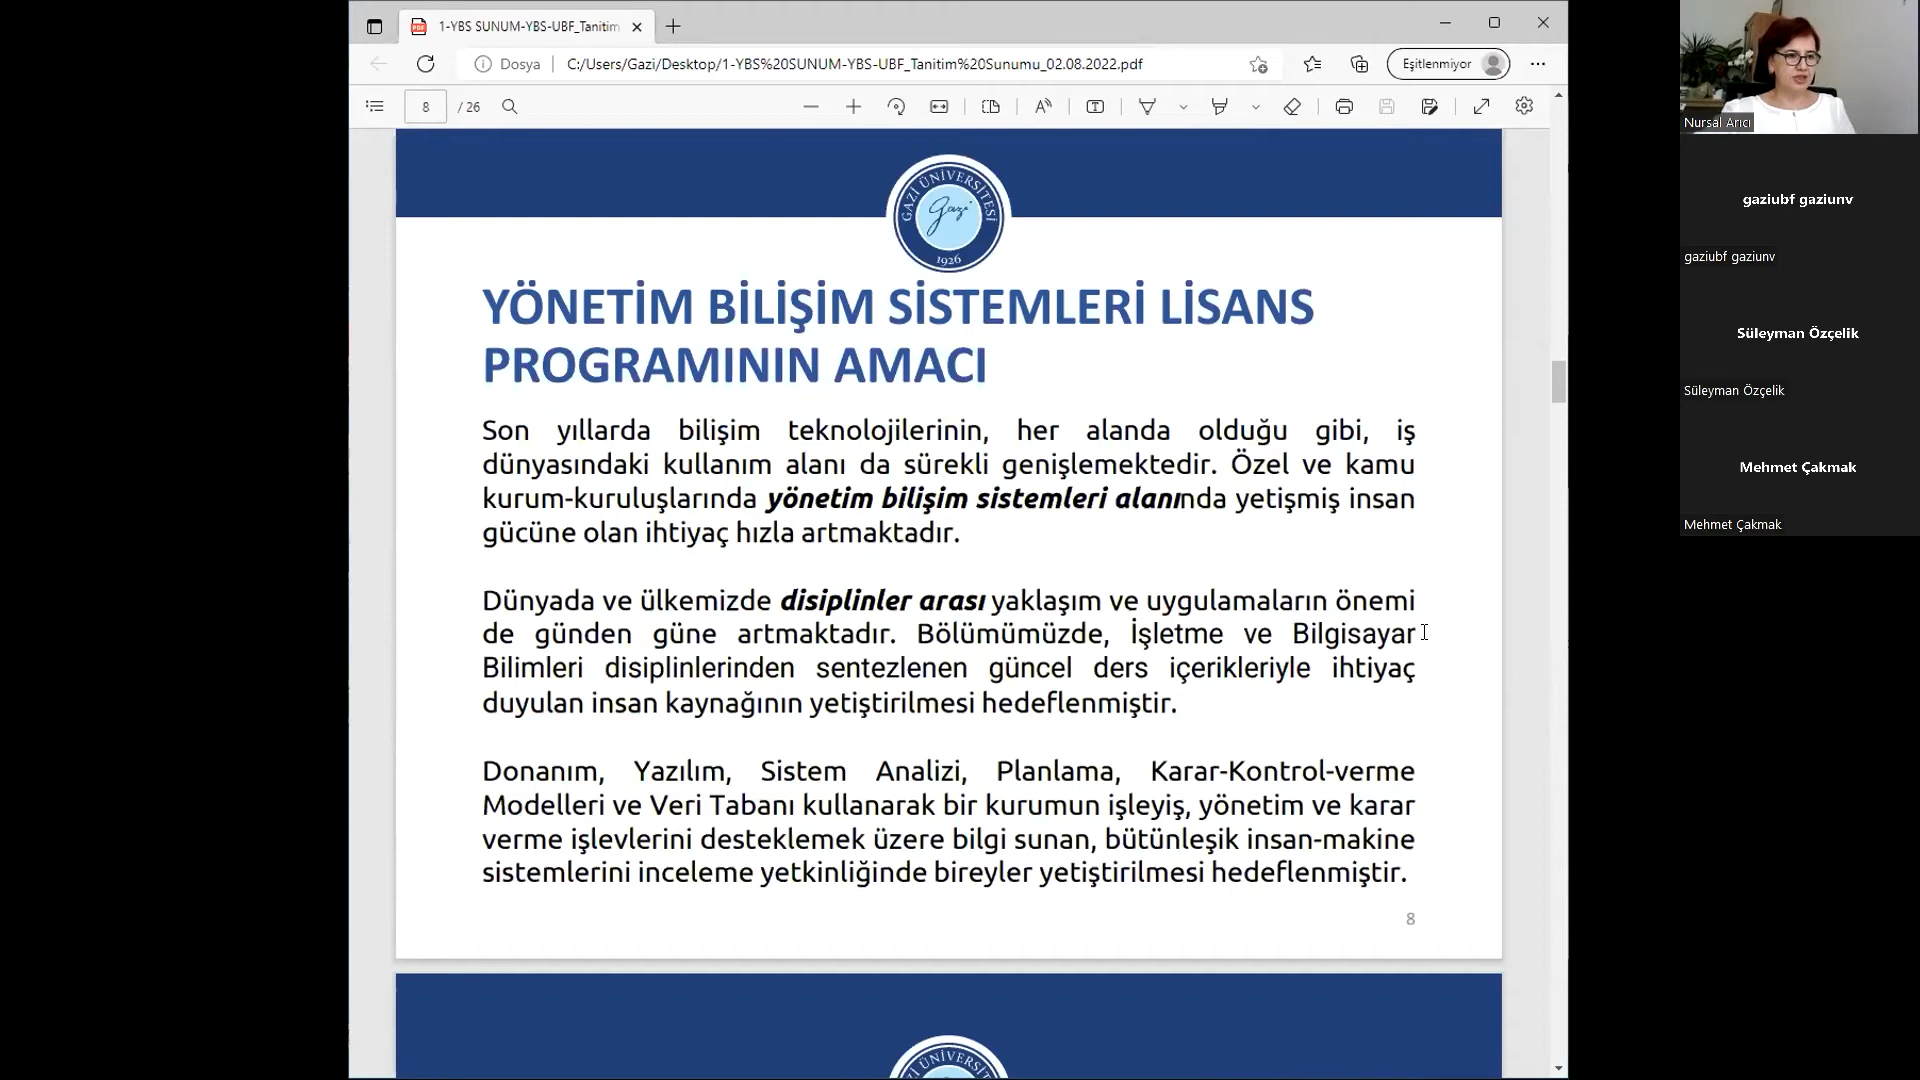 1-YBS SUNUM-YBS-UBF_Tanitim
Dosya
C:/Users/Gazi/Desktop/1-YBS%20SUNUM-YBS-UBF_Tanitim%20Sunumu_02.08.2022.pdf
Eşitlenmiyor
8 / 26
GAZİ ÜNİVERSİTESİ
Gazi
1926
YÖNETİM BİLİŞİM SİSTEMLERİ LİSANS
PROGRAMININ AMACI
Son yıllarda bilişim teknolojilerinin, her alanda olduğu gibi, iş
dünyasındaki kullanım alanı da sürekli genişlemektedir. Özel ve kamu
kurum-kuruluşlarında yönetim bilişim sistemleri alanında yetişmiş insan
gücüne olan ihtiyaç hızla artmaktadır.
Dünyada ve ülkemizde disiplinler arası yaklaşım ve uygulamaların önemi
de günden güne artmaktadır. Bölümümüzde, İşletme ve Bilgisayar
Bilimleri disiplinlerinden sentezlenen güncel ders içerikleriyle ihtiyaç
duyulan insan kaynağının yetiştirilmesi hedeflenmiştir.
Donanım, Yazılım, Sistem Analizi, Planlama, Karar-Kontrol-verme
Modelleri ve Veri Tabanı kullanarak bir kurumun işleyiş, yönetim ve karar
verme işlevlerini desteklemek üzere bilgi sunan, bütünleşik insan-makine
sistemlerini inceleme yetkinliğinde bireyler yetiştirilmesi hedeflenmiştir.
8
ÜNİVERSİTESİ
Nursal Arıcı
gaziubf gaziunv
gaziubf gaziunv
Süleyman Özçelik
Süleyman Özçelik
Mehmet Çakmak
Mehmet Çakmak